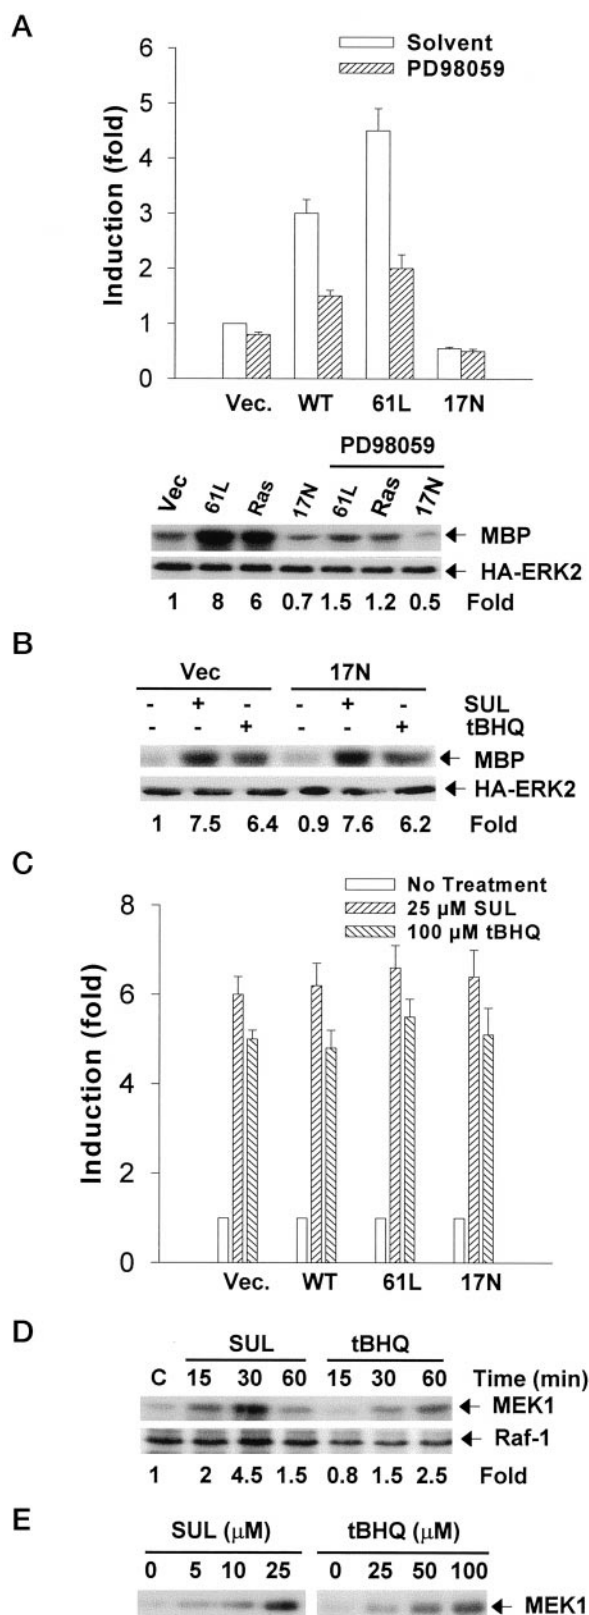 A
Solvent
PD98059
Induction (fold)
6
5
4
3
2
1
0
Vec. WT 61L 17N
PD98059
Vec 61L Ras 17N 61L Ras 17N
MBP
HA-ERK2
1 8 6 0.7 1.5 1.2 0.5 Fold
B
Vec 17N
- + - - + - SUL
- - + - - + tBHQ
MBP
HA-ERK2
1 7.5 6.4 0.9 7.6 6.2 Fold
C
No Treatment
25 µM SUL
100 µM tBHQ
Induction (fold)
8
6
4
2
0
Vec. WT 61L 17N
D
SUL tBHQ
C 15 30 60 15 30 60 Time (min)
MEK1
Raf-1
1 2 4.5 1.5 0.8 1.5 2.5 Fold
E
SUL (µM) tBHQ (µM)
0 5 10 25 0 25 50 100
MEK1